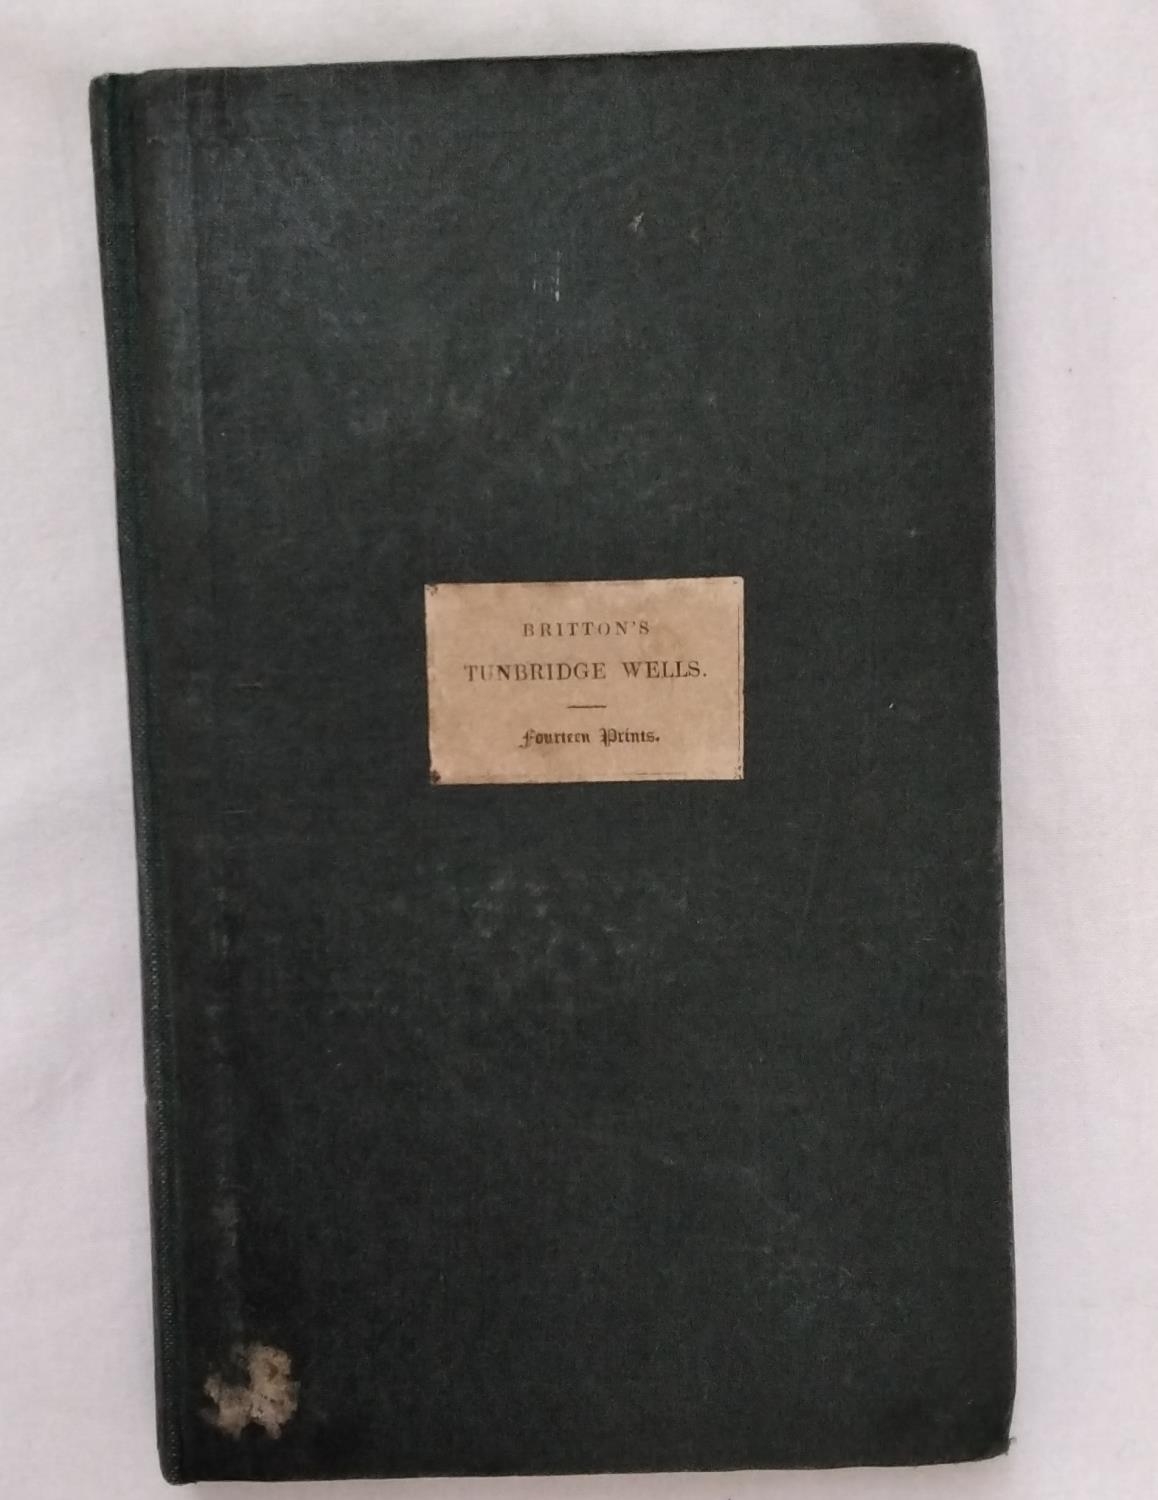 BRITTON'S
TUNBRIDGE WELLS.
Fourteen Prints.